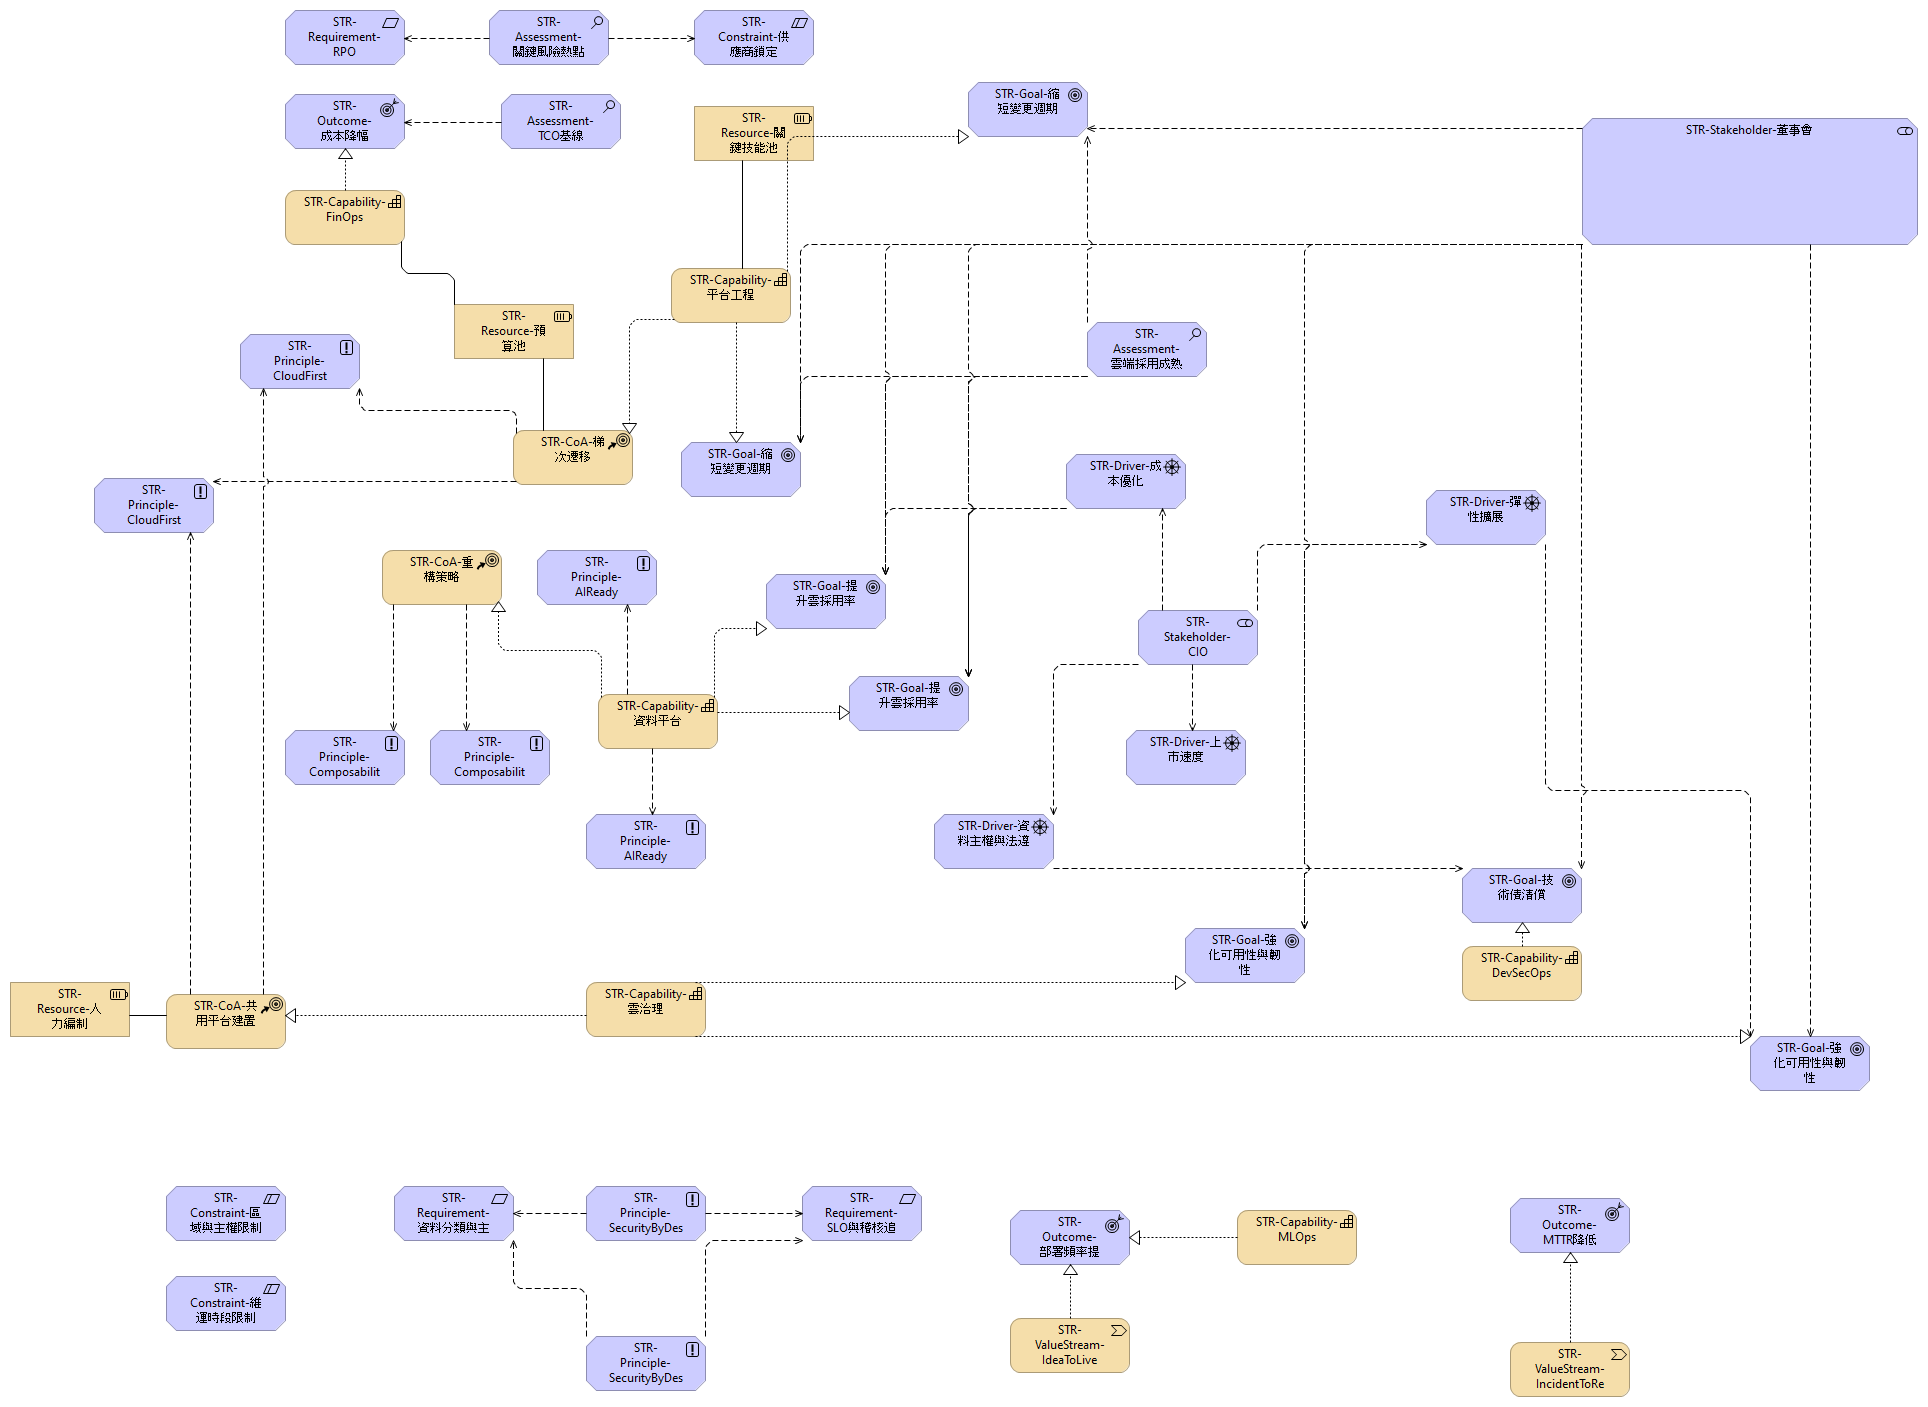 STR-
Requirement-
RPO
STR-
Assessment-
關鍵風險熱點
STR-
Constraint-供
應商鎖定
STR-
Outcome-
成本降幅
STR-
Assessment-
TCO基線
STR-
Resource-關
鍵技能池
STR-Goal-縮
短變更週期
STR-Stakeholder-董事會
STR-Capability-
FinOps
STR-Capability-
平台工程
STR-
Resource-預
算池
STR-
Principle-
CloudFirst
STR-
Assessment-
雲端採用成熟
STR-CoA-梯
次遷移
STR-Goal-縮
短變更週期
STR-Driver-成
本優化
STR-
Principle-
CloudFirst
STR-Driver-彈
性擴展
STR-CoA-重
構策略
STR-
Principle-
AIReady
STR-Goal-提
升雲採用率
STR-
Stakeholder-
CIO
STR-Capability-
資料平台
STR-Goal-提
升雲採用率
STR-
Principle-
Composabilit
STR-
Principle-
Composabilit
STR-Driver-上
市速度
STR-
Principle-
AIReady
STR-Driver-資
料主權與法遵
STR-Goal-技
術債清償
STR-Goal-強
化可用性與韌
性
STR-Capability-
DevSecOps
STR-
Resource-人
力編制
STR-CoA-共
用平台建置
STR-Capability-
雲治理
STR-Goal-強
化可用性與韌
性
STR-
Constraint-區
域與主權限制
STR-
Requirement-
資料分類與主
STR-
Principle-
SecurityByDes
STR-
Requirement-
SLO與稽核追
STR-
Outcome-
部署頻率提
STR-Capability-
MLOps
STR-
Outcome-
MTTR降低
STR-
Constraint-維
運時段限制
STR-
Principle-
SecurityByDes
STR-
ValueStream-
IdeaToLive
STR-
ValueStream-
IncidentToRe